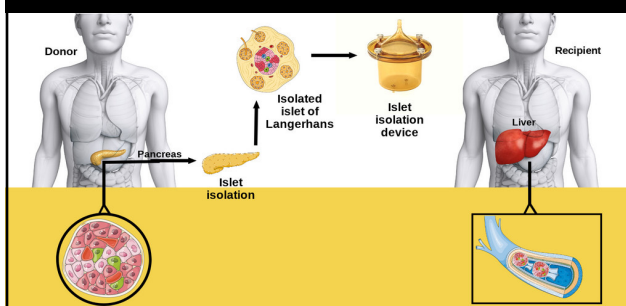 Donor
Pancreas
Islet
isolation
Isolated
islet of
Langerhans
Islet
isolation
device
Recipient
Liver